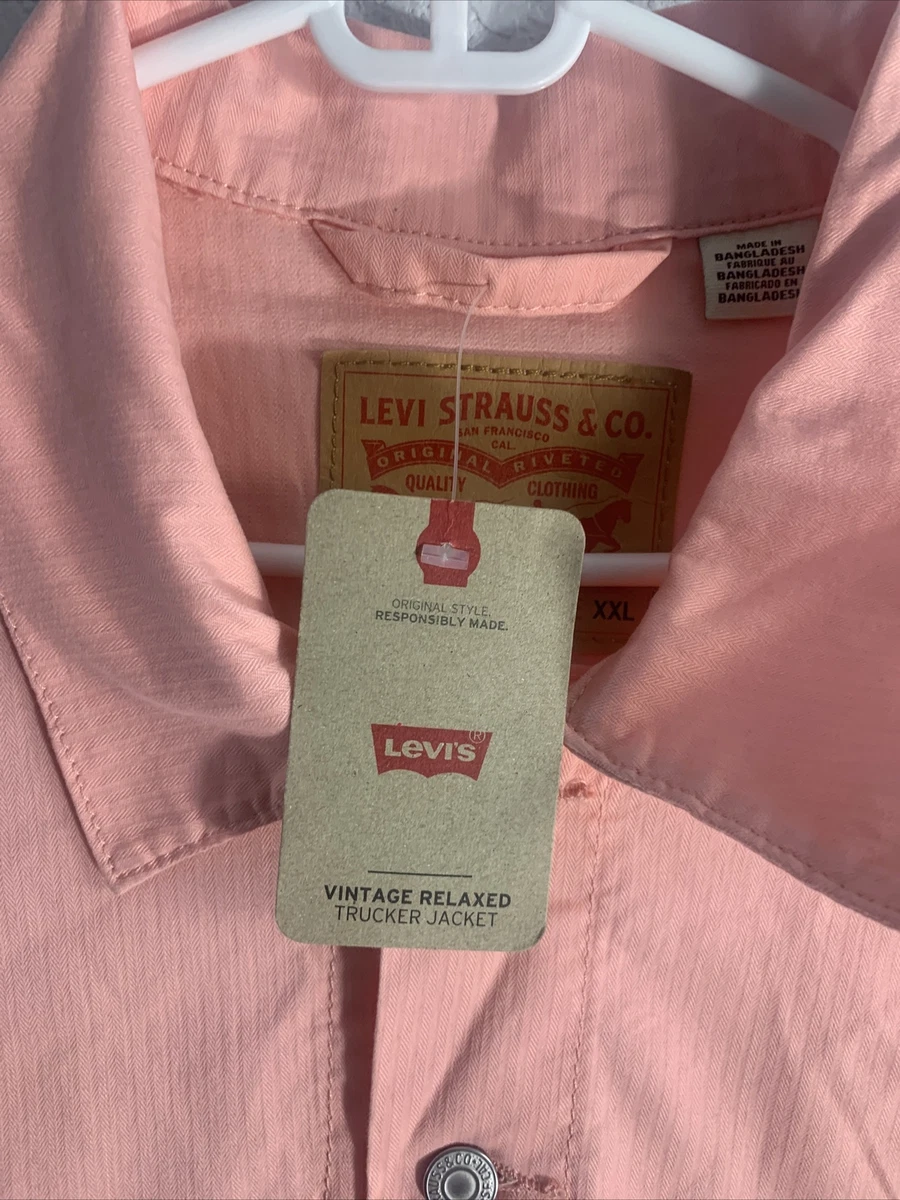 MADE IN
BANGLADESH
FABRIQUE AU
BANGLADESH
FABRICADO EN
BANGLADESH
LEVI STRAUSS & CO.
SAN FRANCISCO
CAL.
ORIGINAL RIVETED
QUALITY CLOTHING
XXL
ORIGINAL STYLE.
RESPONSIBLY MADE.
LEVI'S®
VINTAGE RELAXED
TRUCKER JACKET